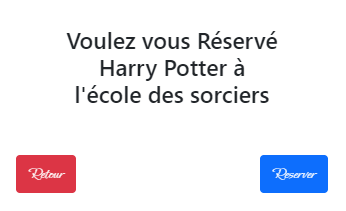 Voulez vous Réservé
Harry Potter à
l'école des sorciers
Retour
Reserver